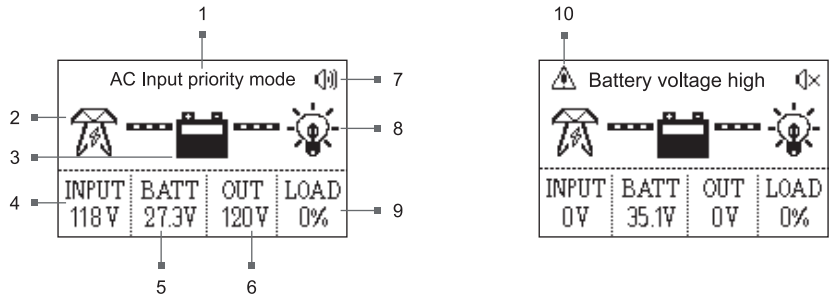 1
10
AC Input priority mode
7
Battery voltage high
2
8
3
INPUT BATT OUT LOAD
118 V 27.3V 120V 0%
4
9
INPUT BATT OUT LOAD
0V 35.1V 0V 0%
5
6